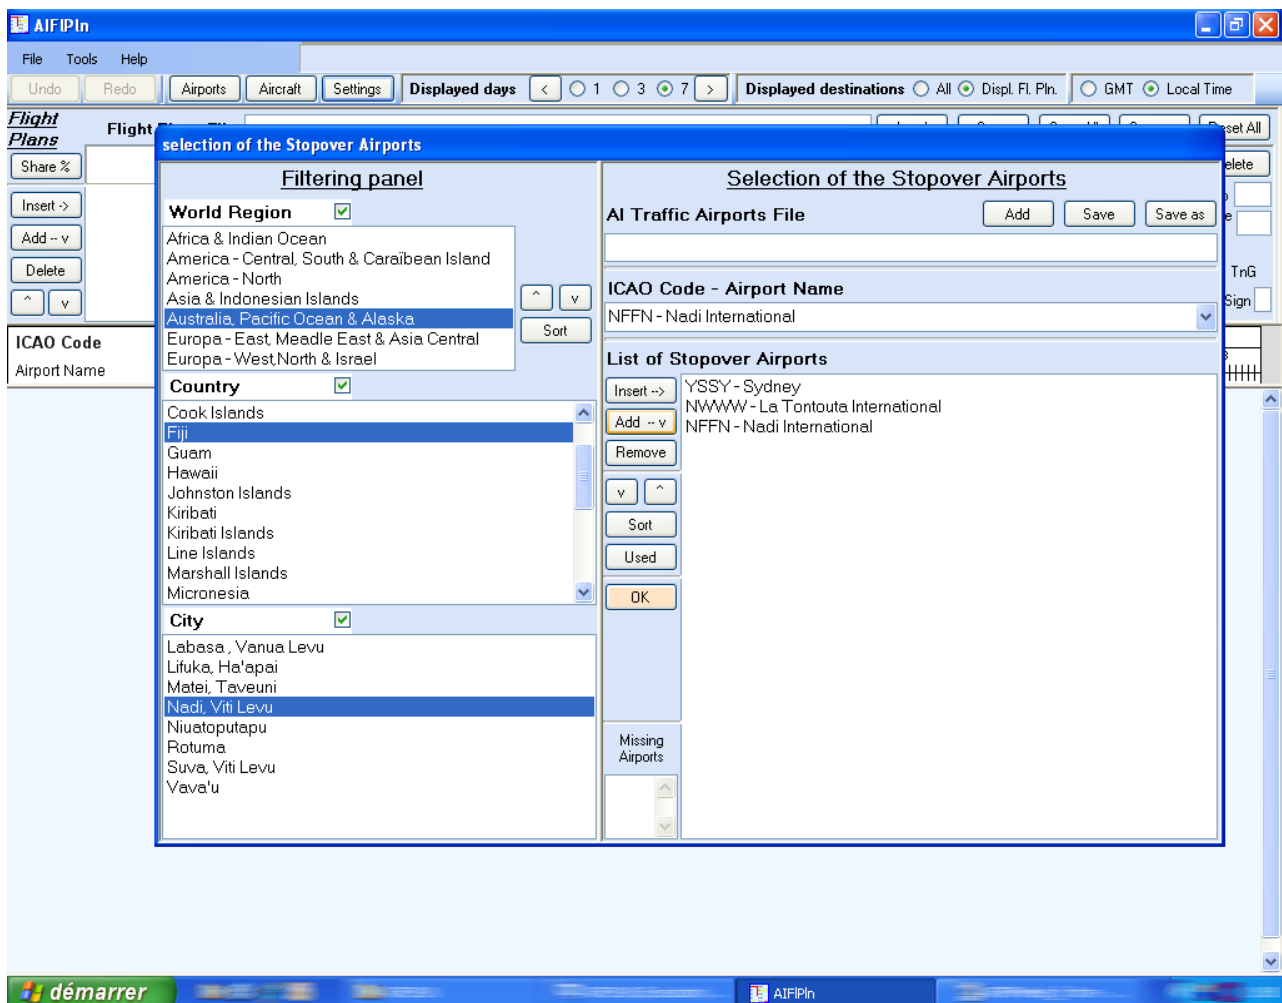 AIFlPln
File Tools Help
Undo Redo Airports Aircraft Settings Displayed days < 1 3 7 > Displayed destinations All Displ. Fl. Pln. GMT Local Time
Flight Plans
Flight
Reset All
Share %
Delete
Insert ->
Add -- v
Delete
TnG
^ v
Sign
ICAO Code
Airport Name
selection of the Stopover Airports
Filtering panel
World Region
Africa & Indian Ocean
America - Central, South & Caraïbean Island
America - North
Asia & Indonesian Islands
Australia, Pacific Ocean & Alaska
Europa - East, Meadle East & Asia Central
Europa - West,North & Israel
^ v
Sort
Country
Cook Islands
Fiji
Guam
Hawaii
Johnston Islands
Kiribati
Kiribati Islands
Line Islands
Marshall Islands
Micronesia
City
Labasa , Vanua Levu
Lifuka, Ha'apai
Matei, Taveuni
Nadi, Viti Levu
Niuatoputapu
Rotuma
Suva, Viti Levu
Vava'u
Selection of the Stopover Airports
AI Traffic Airports File Add Save Save as
ICAO Code - Airport Name
NFFN - Nadi International
List of Stopover Airports
Insert -->
Add -- v
Remove
v ^
Sort
Used
OK
Missing
Airports
YSSY - Sydney
NWWW - La Tontouta International
NFFN - Nadi International
démarrer
AIFlPln